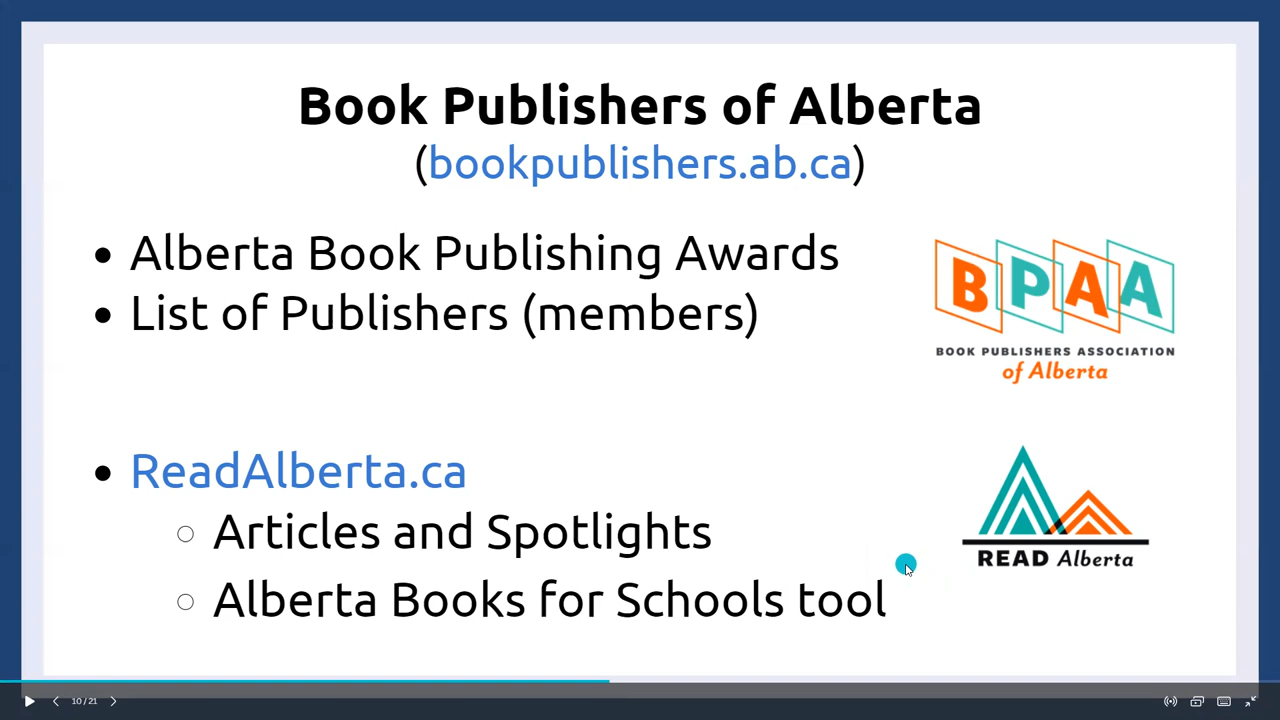 Book Publishers of Alberta
(bookpublishers.ab.ca)
• Alberta Book Publishing Awards
• List of Publishers (members)
BPAA
BOOK PUBLISHERS ASSOCIATION
of Alberta
• ReadAlberta.ca
○ Articles and Spotlights
○ Alberta Books for Schools tool
READ Alberta
10 / 21